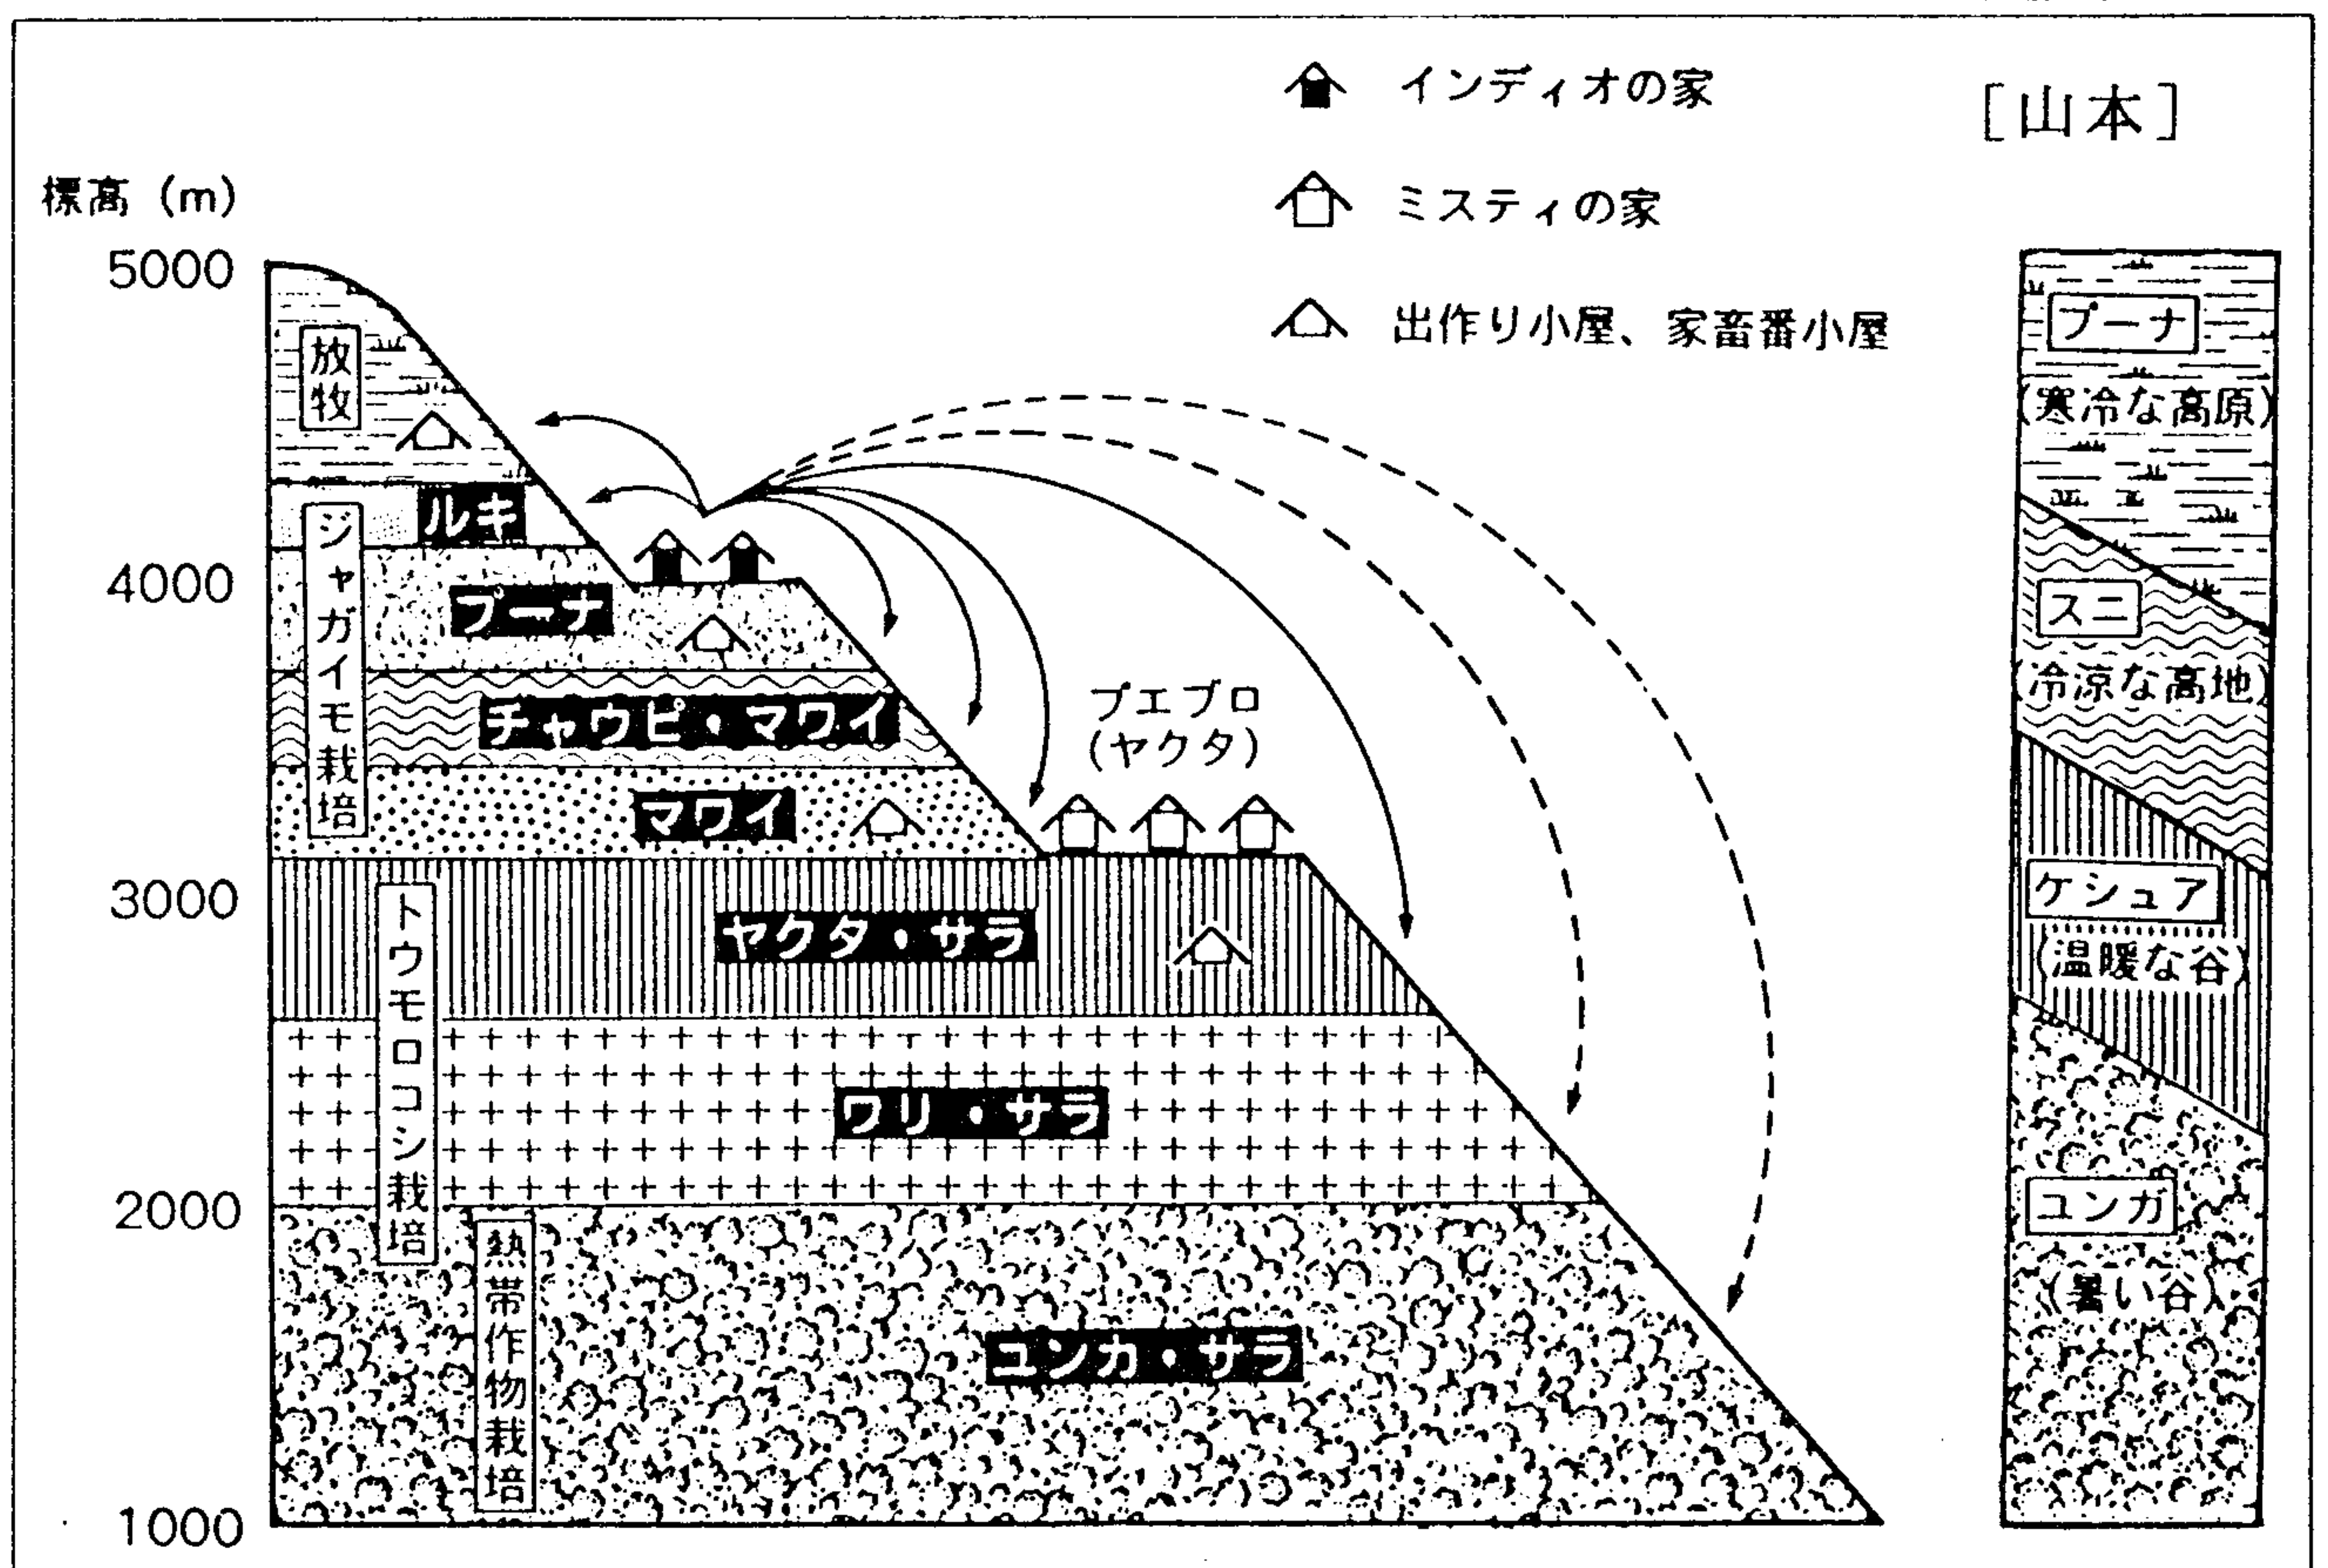 インディオの家
[山本]
ミスティの家
出作り小屋、家畜番小屋
標高 (m)
5000
4000
3000
2000
1000
放牧
ジャガイモ栽培
トウモロコシ栽培
熱帯作物栽培
ルキ
プーナ
チャウピ・マワイ
マワイ
プエブロ
(ヤクタ)
ヤクタ・サラ
ワリ・サラ
ユンカ・サラ
プーナ
(寒冷な高原)
スニ
(冷涼な高地)
ケシュア
(温暖な谷)
ユンガ
(暑い谷)